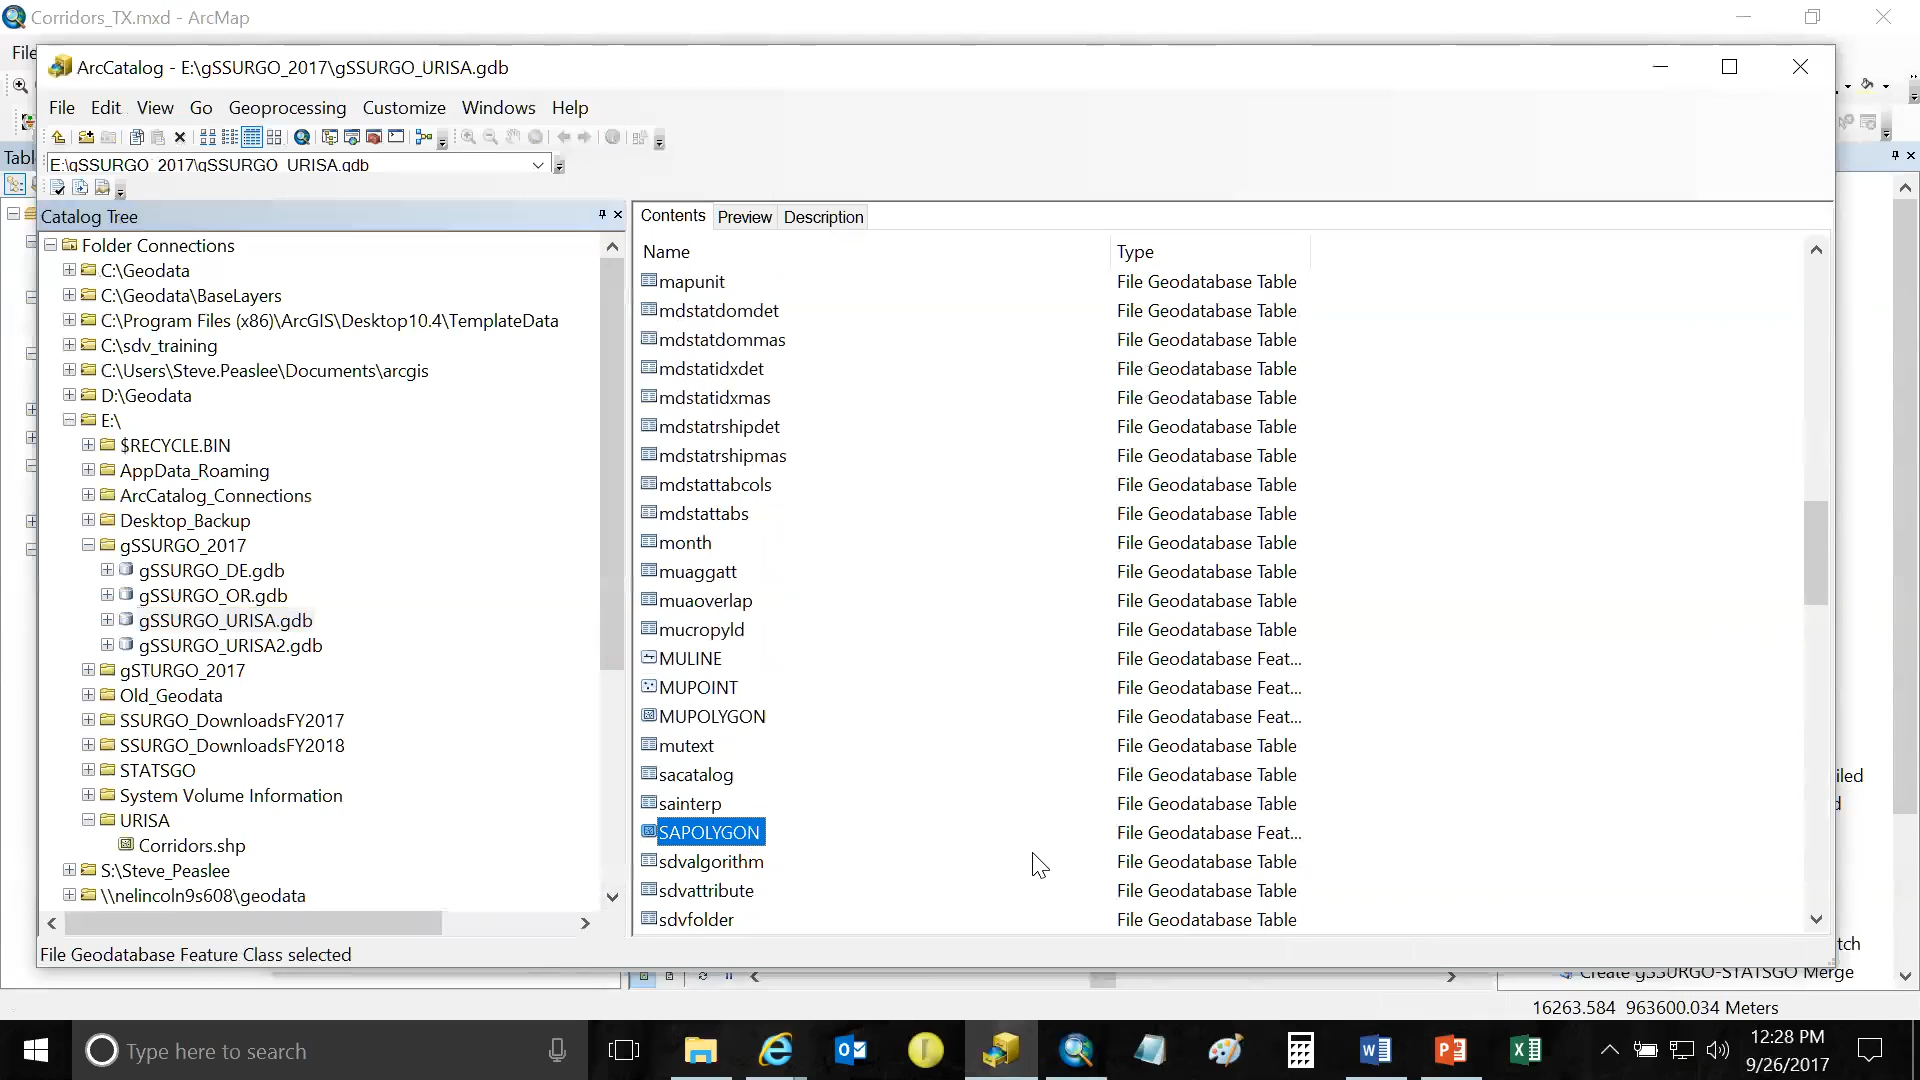 Corridors_TX.mxd - ArcMap
File
ArcCatalog - E:\gSSURGO_2017\gSSURGO_URISA.gdb
File Edit View Go Geoprocessing Customize Windows Help
E:\gSSURGO_2017\gSSURGO_URISA.gdb
Catalog Tree
Folder Connections
C:\Geodata
C:\Geodata\BaseLayers
C:\Program Files (x86)\ArcGIS\Desktop10.4\TemplateData
C:\sdv_training
C:\Users\Steve.Peaslee\Documents\arcgis
D:\Geodata
E:\
$RECYCLE.BIN
AppData_Roaming
ArcCatalog_Connections
Desktop_Backup
gSSURGO_2017
gSSURGO_DE.gdb
gSSURGO_OR.gdb
gSSURGO_URISA.gdb
gSSURGO_URISA2.gdb
gSTURGO_2017
Old_Geodata
SSURGO_DownloadsFY2017
SSURGO_DownloadsFY2018
STATSGO
System Volume Information
URISA
Corridors.shp
S:\Steve_Peaslee
\\nelincoln9s608\geodata
File Geodatabase Feature Class selected
Contents Preview Description
Name Type
mapunit File Geodatabase Table
mdstatdomdet File Geodatabase Table
mdstatdommas File Geodatabase Table
mdstatidxdet File Geodatabase Table
mdstatidxmas File Geodatabase Table
mdstatrshipdet File Geodatabase Table
mdstatrshipmas File Geodatabase Table
mdstattabcols File Geodatabase Table
mdstattabs File Geodatabase Table
month File Geodatabase Table
muaggatt File Geodatabase Table
muaoverlap File Geodatabase Table
mucropyld File Geodatabase Table
MULINE File Geodatabase Feat...
MUPOINT File Geodatabase Feat...
MUPOLYGON File Geodatabase Feat...
mutext File Geodatabase Table
sacatalog File Geodatabase Table
sainterp File Geodatabase Table
SAPOLYGON File Geodatabase Feat...
sdvalgorithm File Geodatabase Table
sdvattribute File Geodatabase Table
sdvfolder File Geodatabase Table
Create gSSURGO-STATSGO Merge
16263.584 963600.034 Meters
Type here to search
12:28 PM
9/26/2017